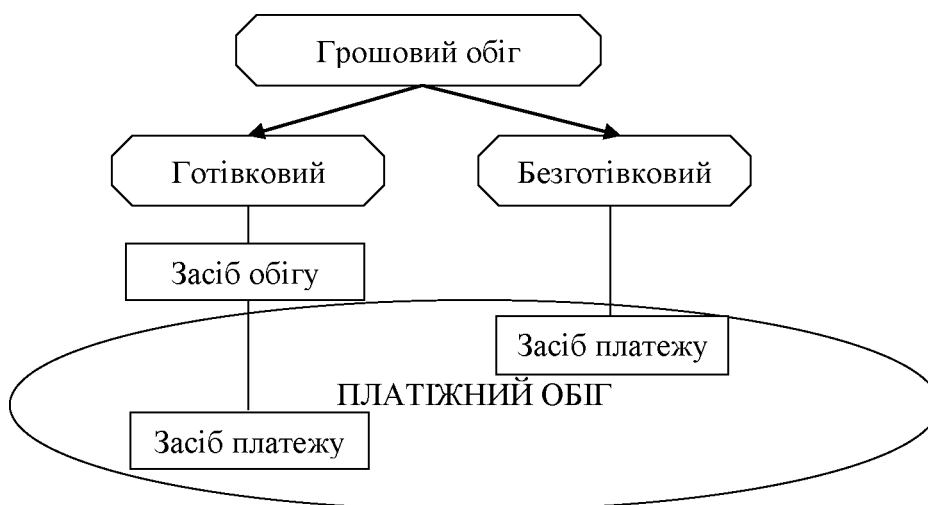 Грошовий обіг
Готівковий
Безготівковий
Засіб обігу
Засіб платежу
ПЛАТІЖНИЙ ОБІГ
Засіб платежу